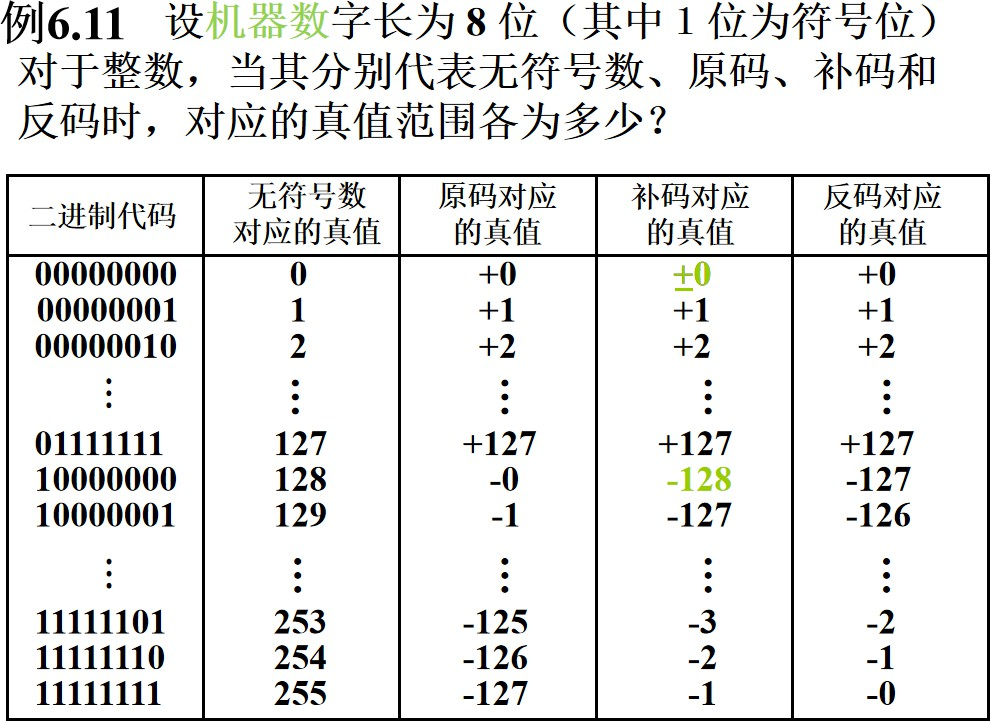 例6.11 设机器数字长为 8 位（其中 1 位为符号位）
对于整数，当其分别代表无符号数、原码、补码和
反码时，对应的真值范围各为多少？
二进制代码 无符号数对应的真值 原码对应的真值 补码对应的真值 反码对应的真值
00000000 0 +0 ±0 +0
00000001 1 +1 +1 +1
00000010 2 +2 +2 +2
⋮ ⋮ ⋮ ⋮ ⋮
01111111 127 +127 +127 +127
10000000 128 -0 -128 -127
10000001 129 -1 -127 -126
⋮ ⋮ ⋮ ⋮ ⋮
11111101 253 -125 -3 -2
11111110 254 -126 -2 -1
11111111 255 -127 -1 -0